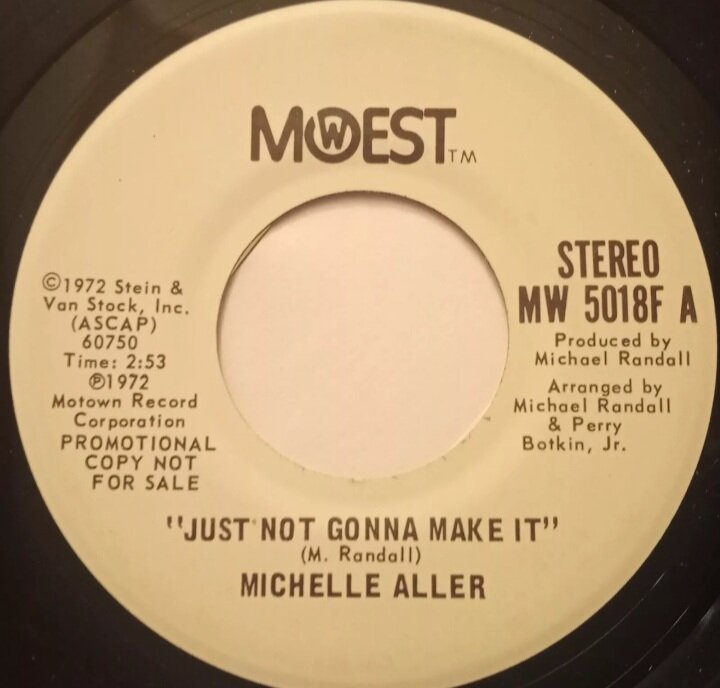 MOWEST TM
©1972 Stein &
Van Stock, Inc.
(ASCAP)
60750
Time: 2:53
℗1972
Motown Record
Corporation
PROMOTIONAL
COPY NOT
FOR SALE
STEREO
MW 5018F A
Produced by
Michael Randall
Arranged by
Michael Randall
& Perry
Botkin, Jr.
"JUST NOT GONNA MAKE IT"
(M. Randall)
MICHELLE ALLER